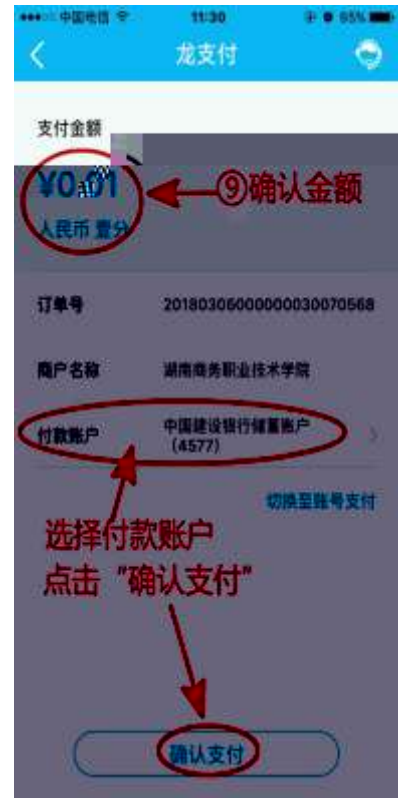 中国电信 11:30 65%
龙支付
支付金额
¥0.01
⑨确认金额
人民币 壹分
订单号 20180306000000030070568
商户名称 湖南商务职业技术学院
付款账户 中国建设银行储蓄账户
(4577)
切换至账号支付
选择付款账户
点击“确认支付”
确认支付